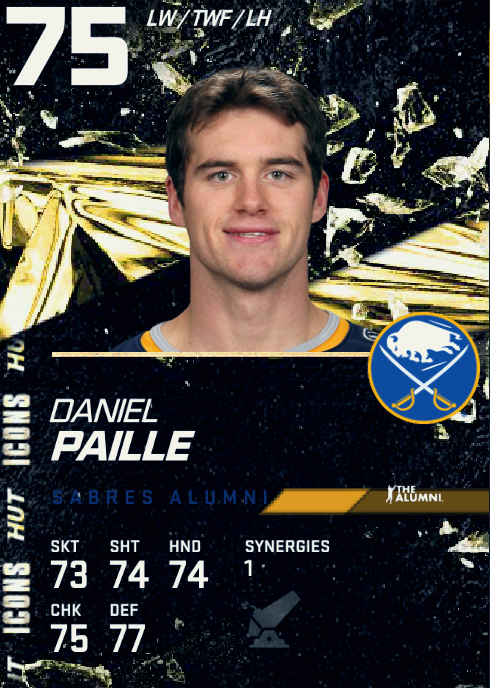 75
LW / TWF / LH
DANIEL
PAILLE
SABRES ALUMNI
THE
ALUMNI
SKT SHT HND SYNERGIES
73 74 74 1
CHK DEF
75 77
HUT
ICONS
HUT
ICONS